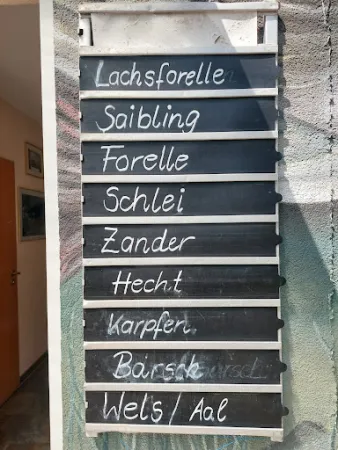 Lachsforelle
Saibling
Forelle
Schlei
Zander
Hecht
Karpfen
Barsch
Wels / Aal